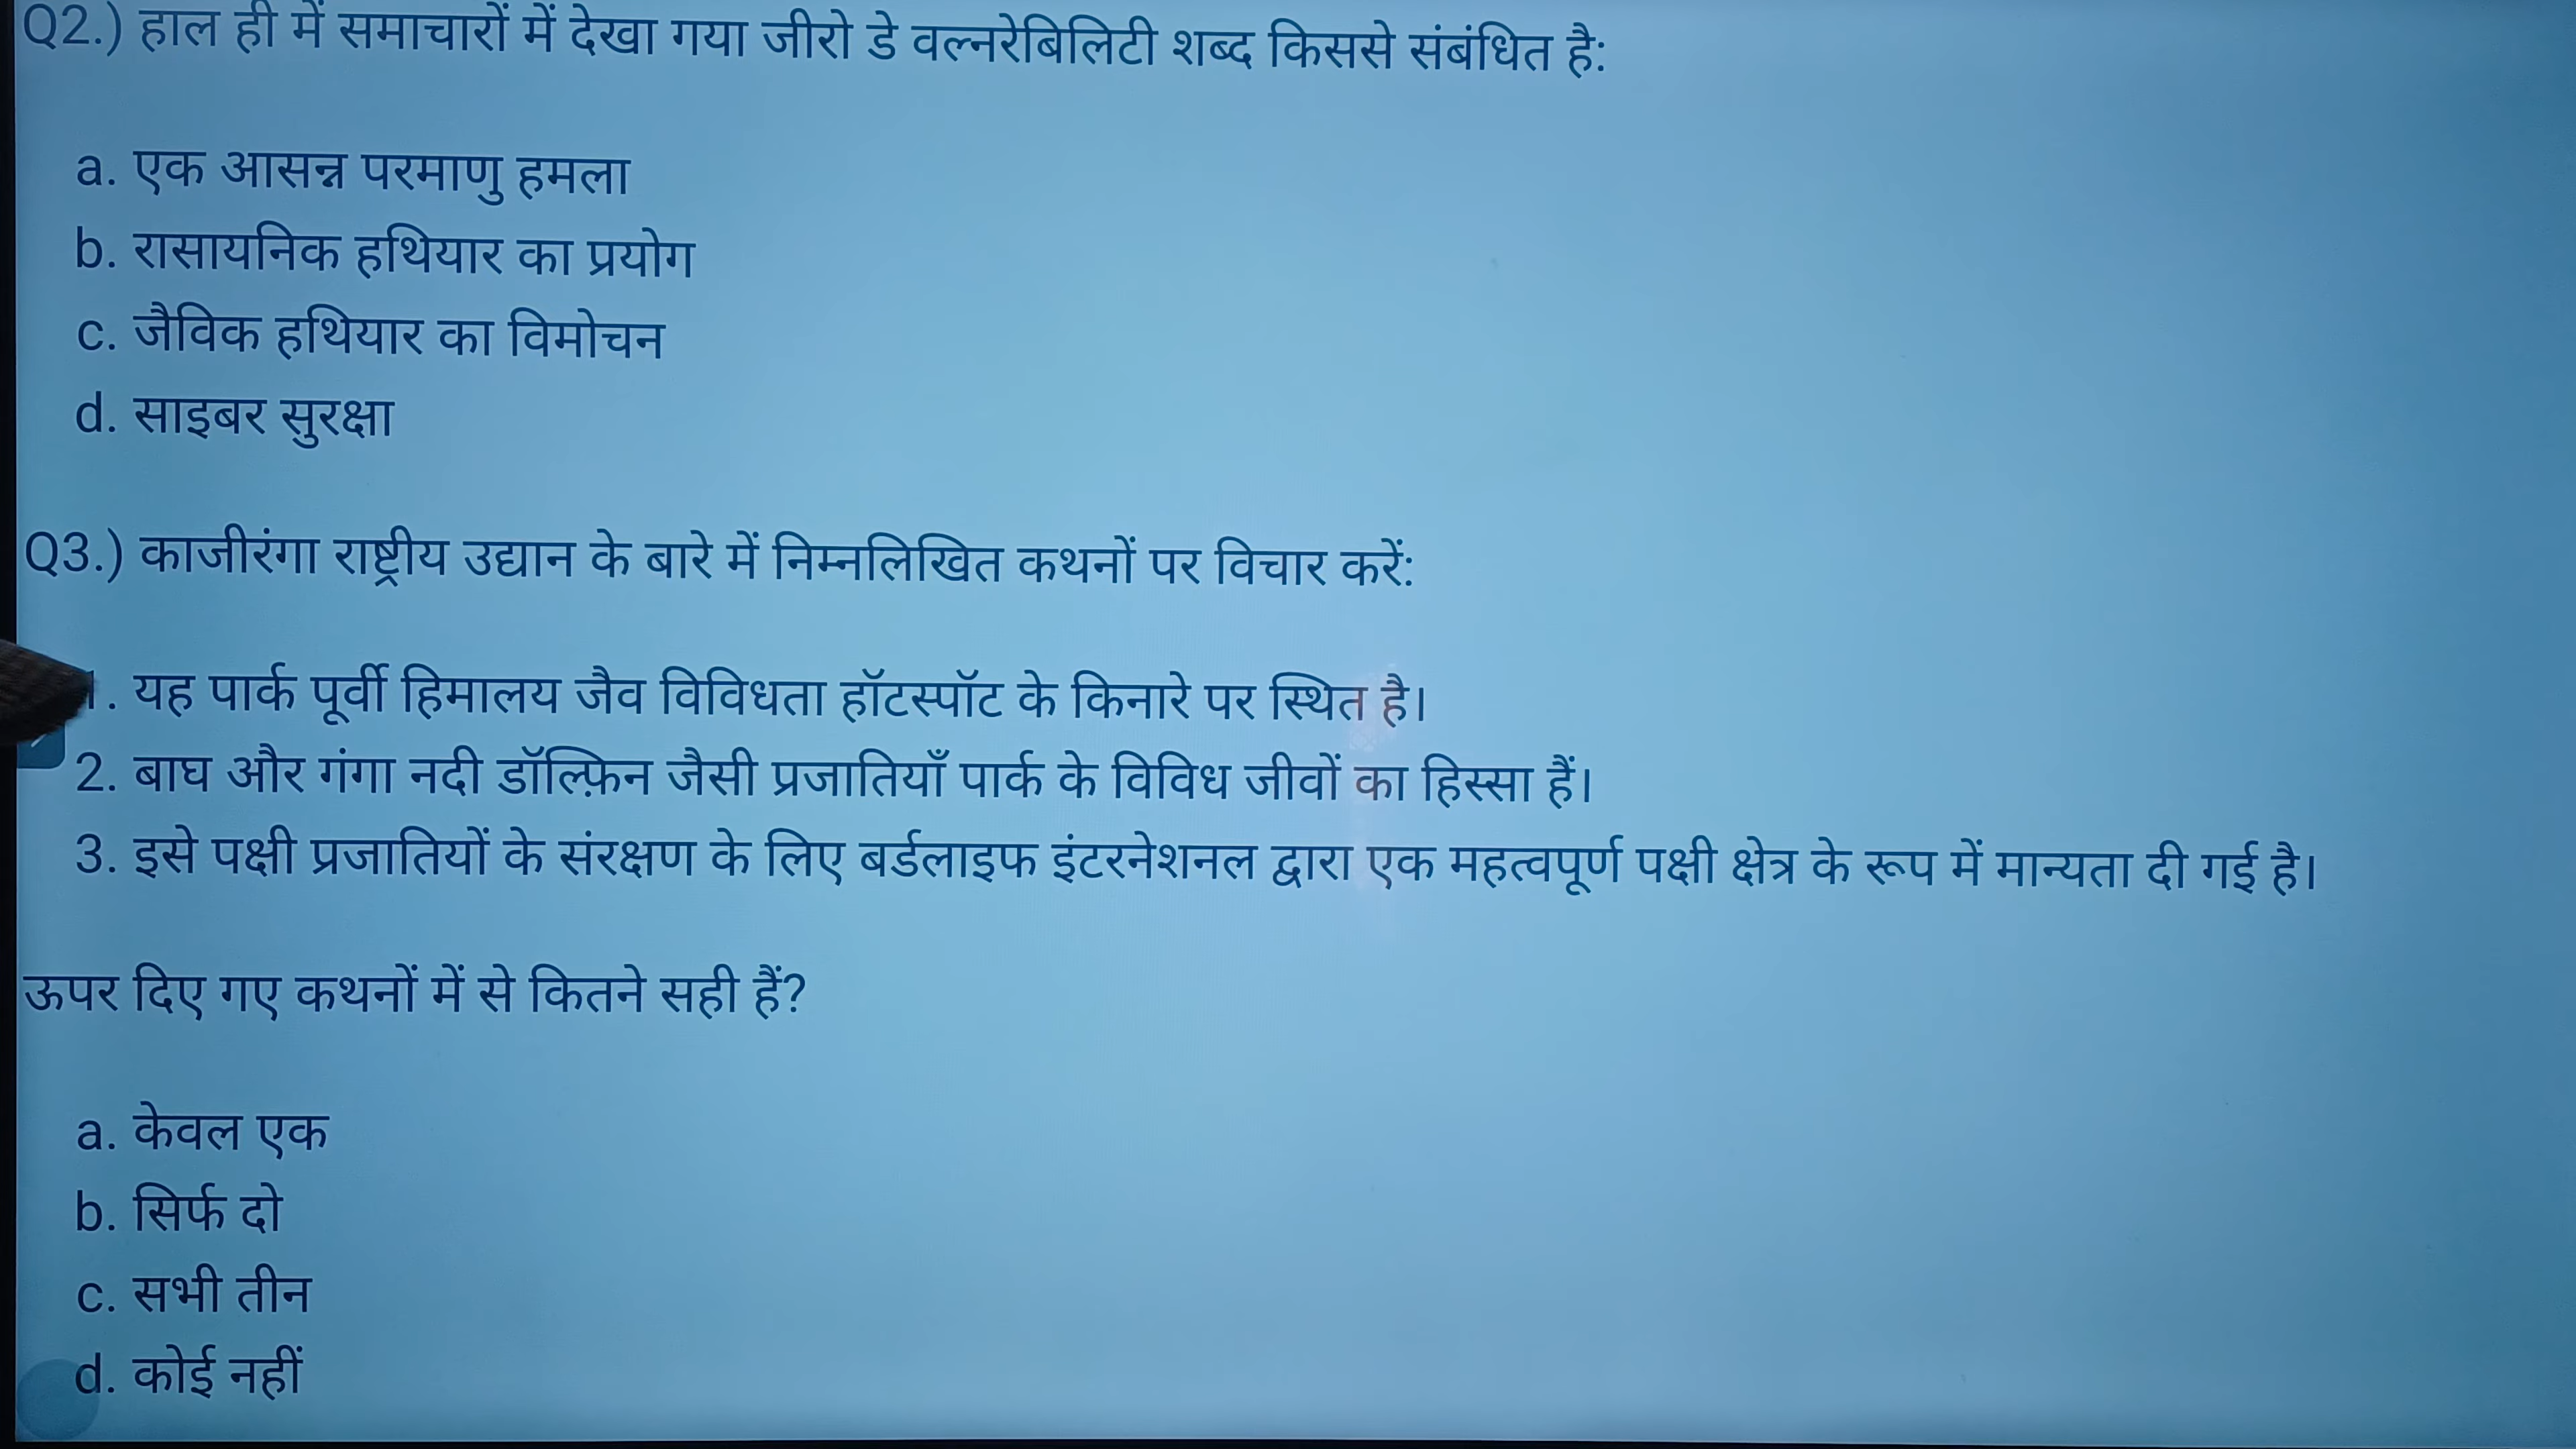 Q2.) हाल ही में समाचारों में देखा गया जीरो डे वल्नरेबिलिटी शब्द किससे संबंधित है:
a. एक आसन्न परमाणु हमला
b. रासायनिक हथियार का प्रयोग
c. जैविक हथियार का विमोचन
d. साइबर सुरक्षा
Q3.) काजीरंगा राष्ट्रीय उद्यान के बारे में निम्नलिखित कथनों पर विचार करें:
1. यह पार्क पूर्वी हिमालय जैव विविधता हॉटस्पॉट के किनारे पर स्थित है।
2. बाघ और गंगा नदी डॉल्फ़िन जैसी प्रजातियाँ पार्क के विविध जीवों का हिस्सा हैं।
3. इसे पक्षी प्रजातियों के संरक्षण के लिए बर्डलाइफ इंटरनेशनल द्वारा एक महत्वपूर्ण पक्षी क्षेत्र के रूप में मान्यता दी गई है।
ऊपर दिए गए कथनों में से कितने सही हैं?
a. केवल एक
b. सिर्फ दो
c. सभी तीन
d. कोई नहीं